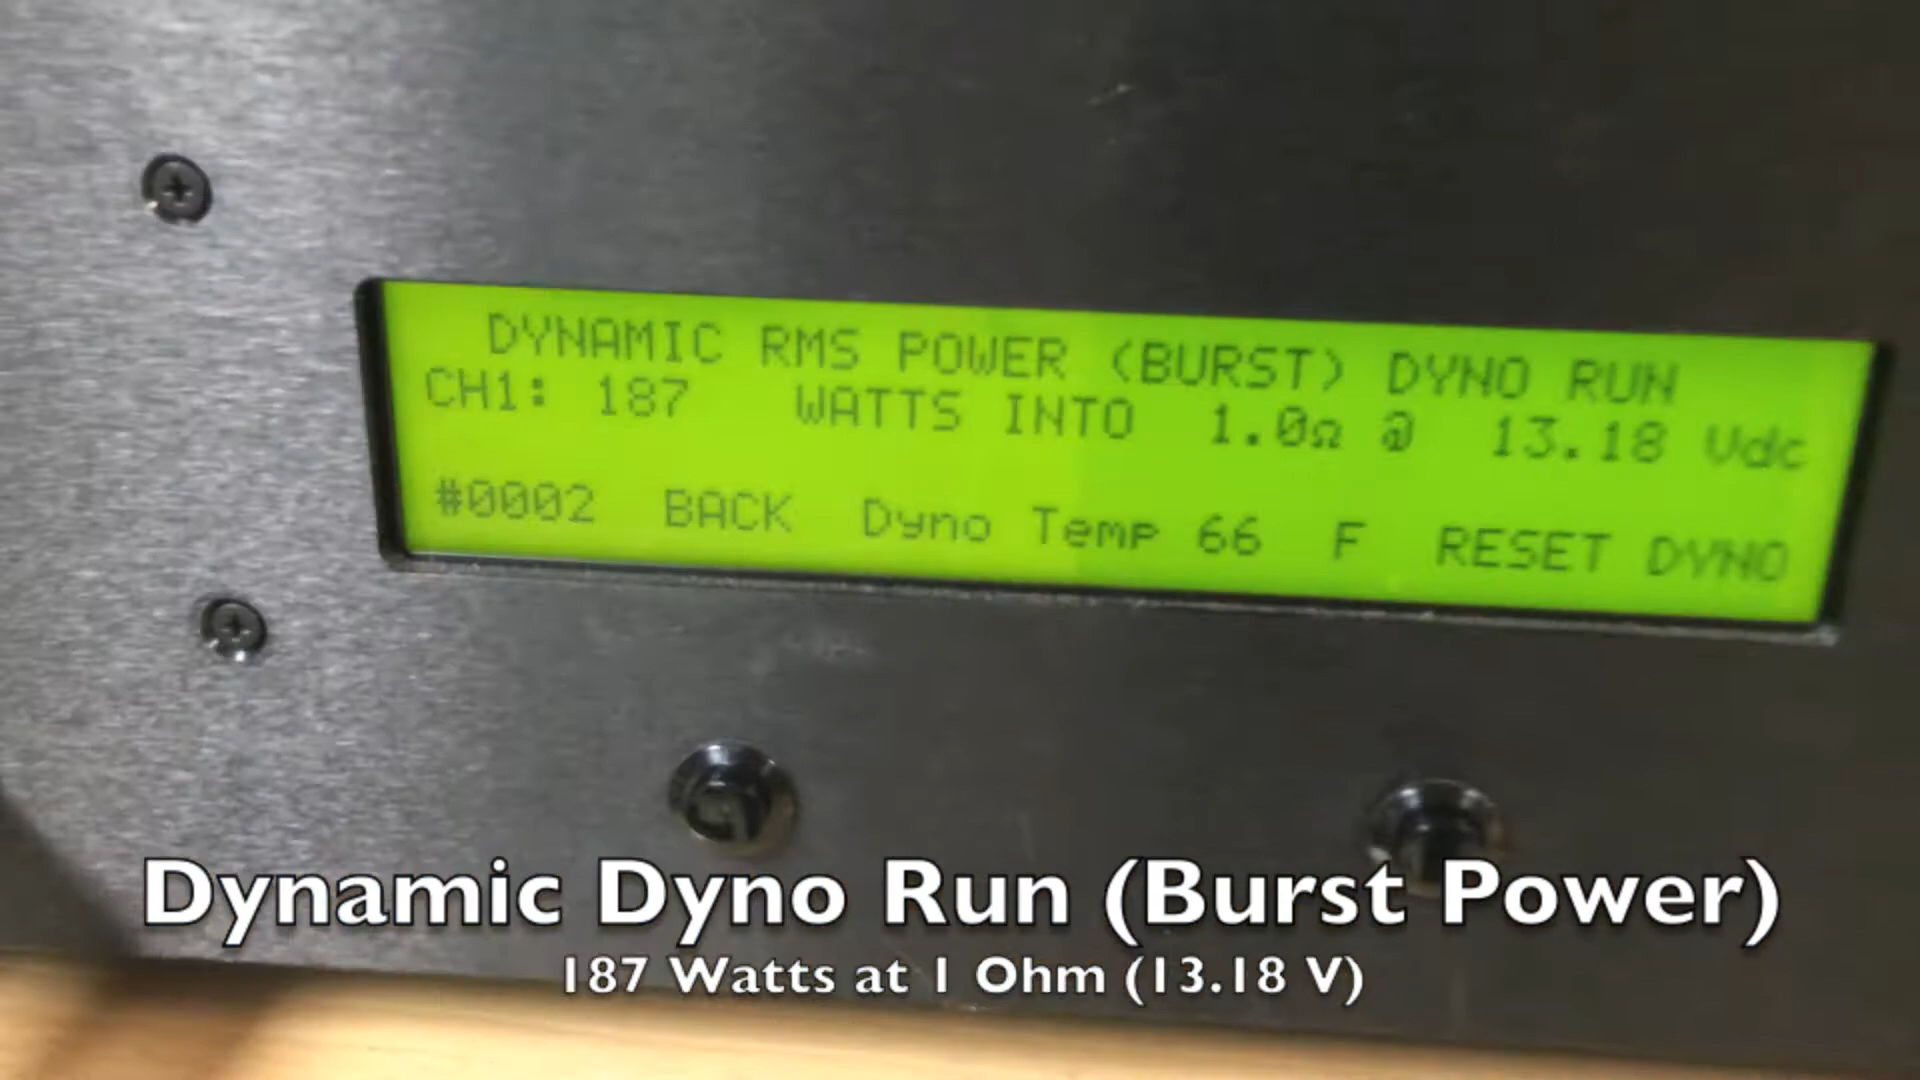 DYNAMIC RMS POWER (BURST) DYNO RUN
CH1: 187 WATTS INTO 1.0Ω @ 13.18 Vdc
#0002 BACK Dyno Temp 66 F RESET DYNO
Dynamic Dyno Run (Burst Power)
187 Watts at 1 Ohm (13.18 V)